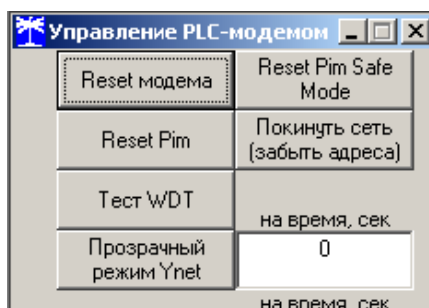 Управление PLC-модемом
Reset модема
Reset Pim Safe
Mode
Reset Pim
Покинуть сеть
(забыть адреса)
Тест WDT
на время, сек
Прозрачный
режим Ynet
0
на время, сек